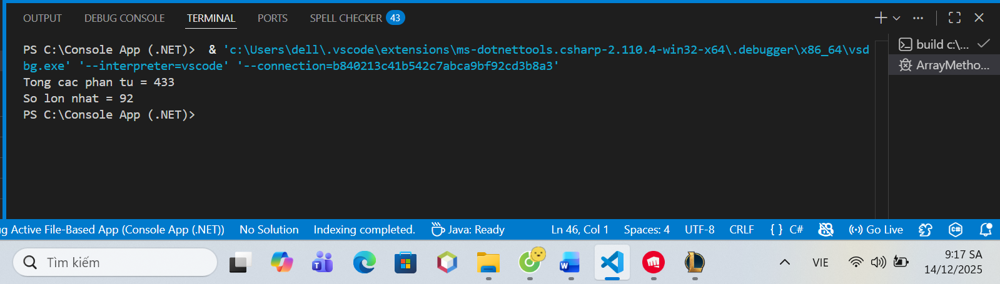 OUTPUT DEBUG CONSOLE TERMINAL PORTS SPELL CHECKER 43
PS C:\Console App (.NET)>  & 'c:\Users\dell\.vscode\extensions\ms-dotnettools.csharp-2.110.4-win32-x64\.debugger\x86_64\vsd
bg.exe' '--interpreter=vscode' '--connection=b840213c41b542c7abca9bf92cd3b8a3'
Tong cac phan tu = 433
So lon nhat = 92
PS C:\Console App (.NET)>
build c:\...
ArrayMetho...
g Active File-Based App (Console App (.NET)) No Solution Indexing completed. Java: Ready Ln 46, Col 1 Spaces: 4 UTF-8 CRLF { } C# Go Live C#
Tìm kiếm
T
W
VIE
9:17 SA
14/12/2025